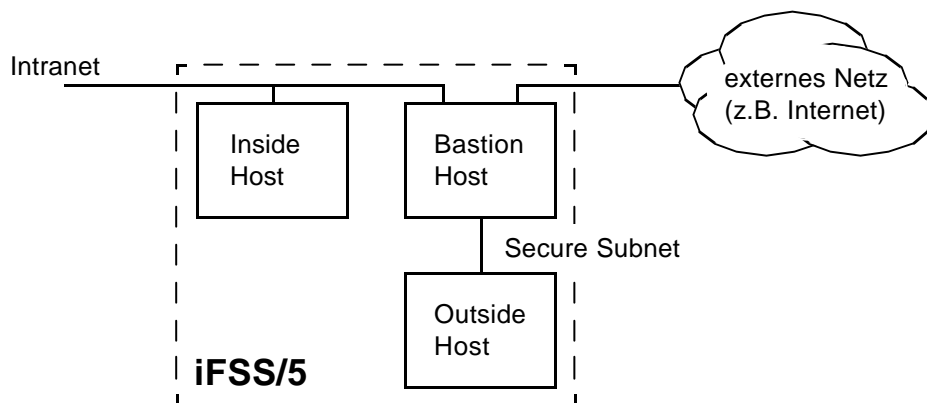 Intranet
externes Netz
(z.B. Internet)
Inside
Host
Bastion
Host
Secure Subnet
Outside
Host
iFSS/5